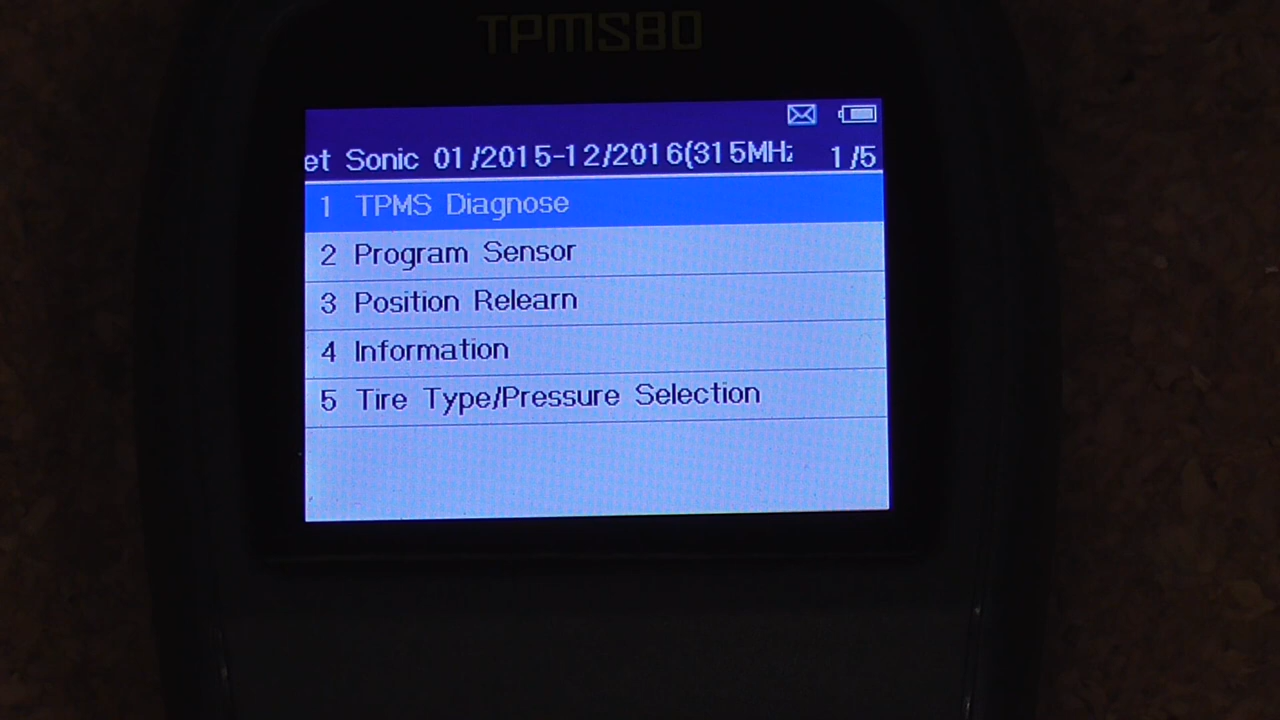 TPMS80
et Sonic 01/2015-12/2016(315MHz 1/5
1 TPMS Diagnose
2 Program Sensor
3 Position Relearn
4 Information
5 Tire Type/Pressure Selection